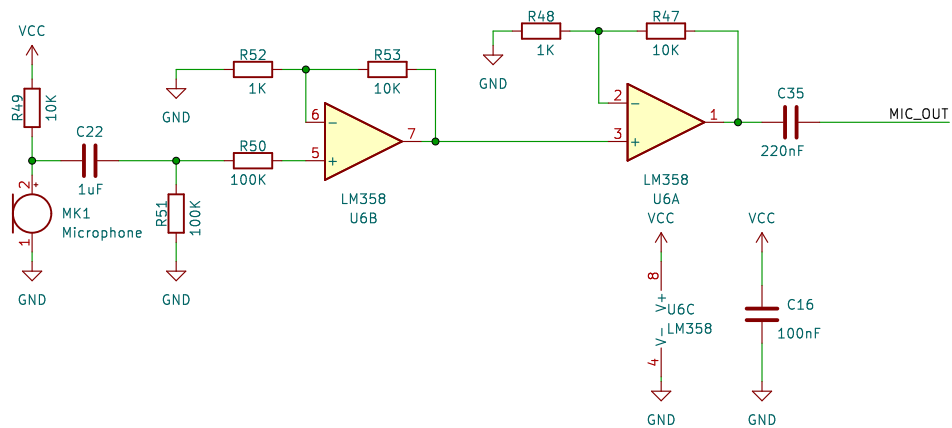 VCC
R49
10K
C22
1uF
2
+
MK1
Microphone
1
GND
R52
1K
GND
R53
10K
R50
100K
R51
100K
GND
6
−
5
+
7
LM358
U6B
R48
1K
GND
R47
10K
2
−
3
+
1
LM358
U6A
C35
220nF
MIC_OUT
VCC
8
V+
U6C
LM358
V-
4
GND
VCC
C16
100nF
GND